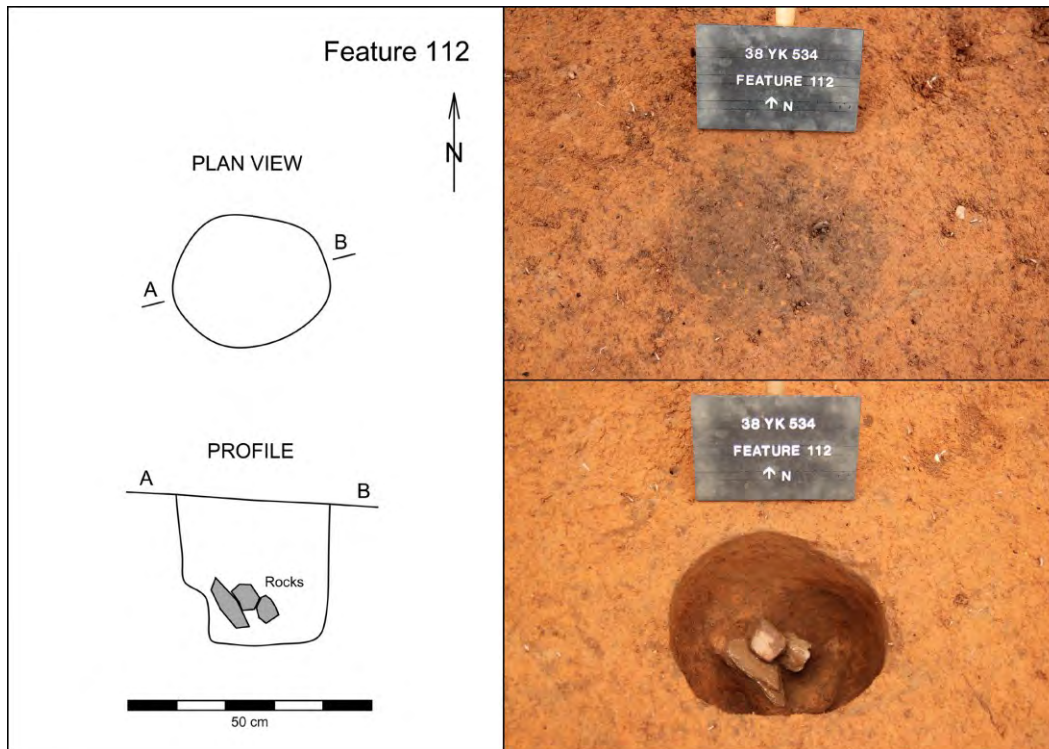 Feature 112
N
PLAN VIEW
A
B
PROFILE
A
B
Rocks
50 cm
38 YK 534
FEATURE 112
↑ N
38 YK 534
FEATURE 112
↑ N